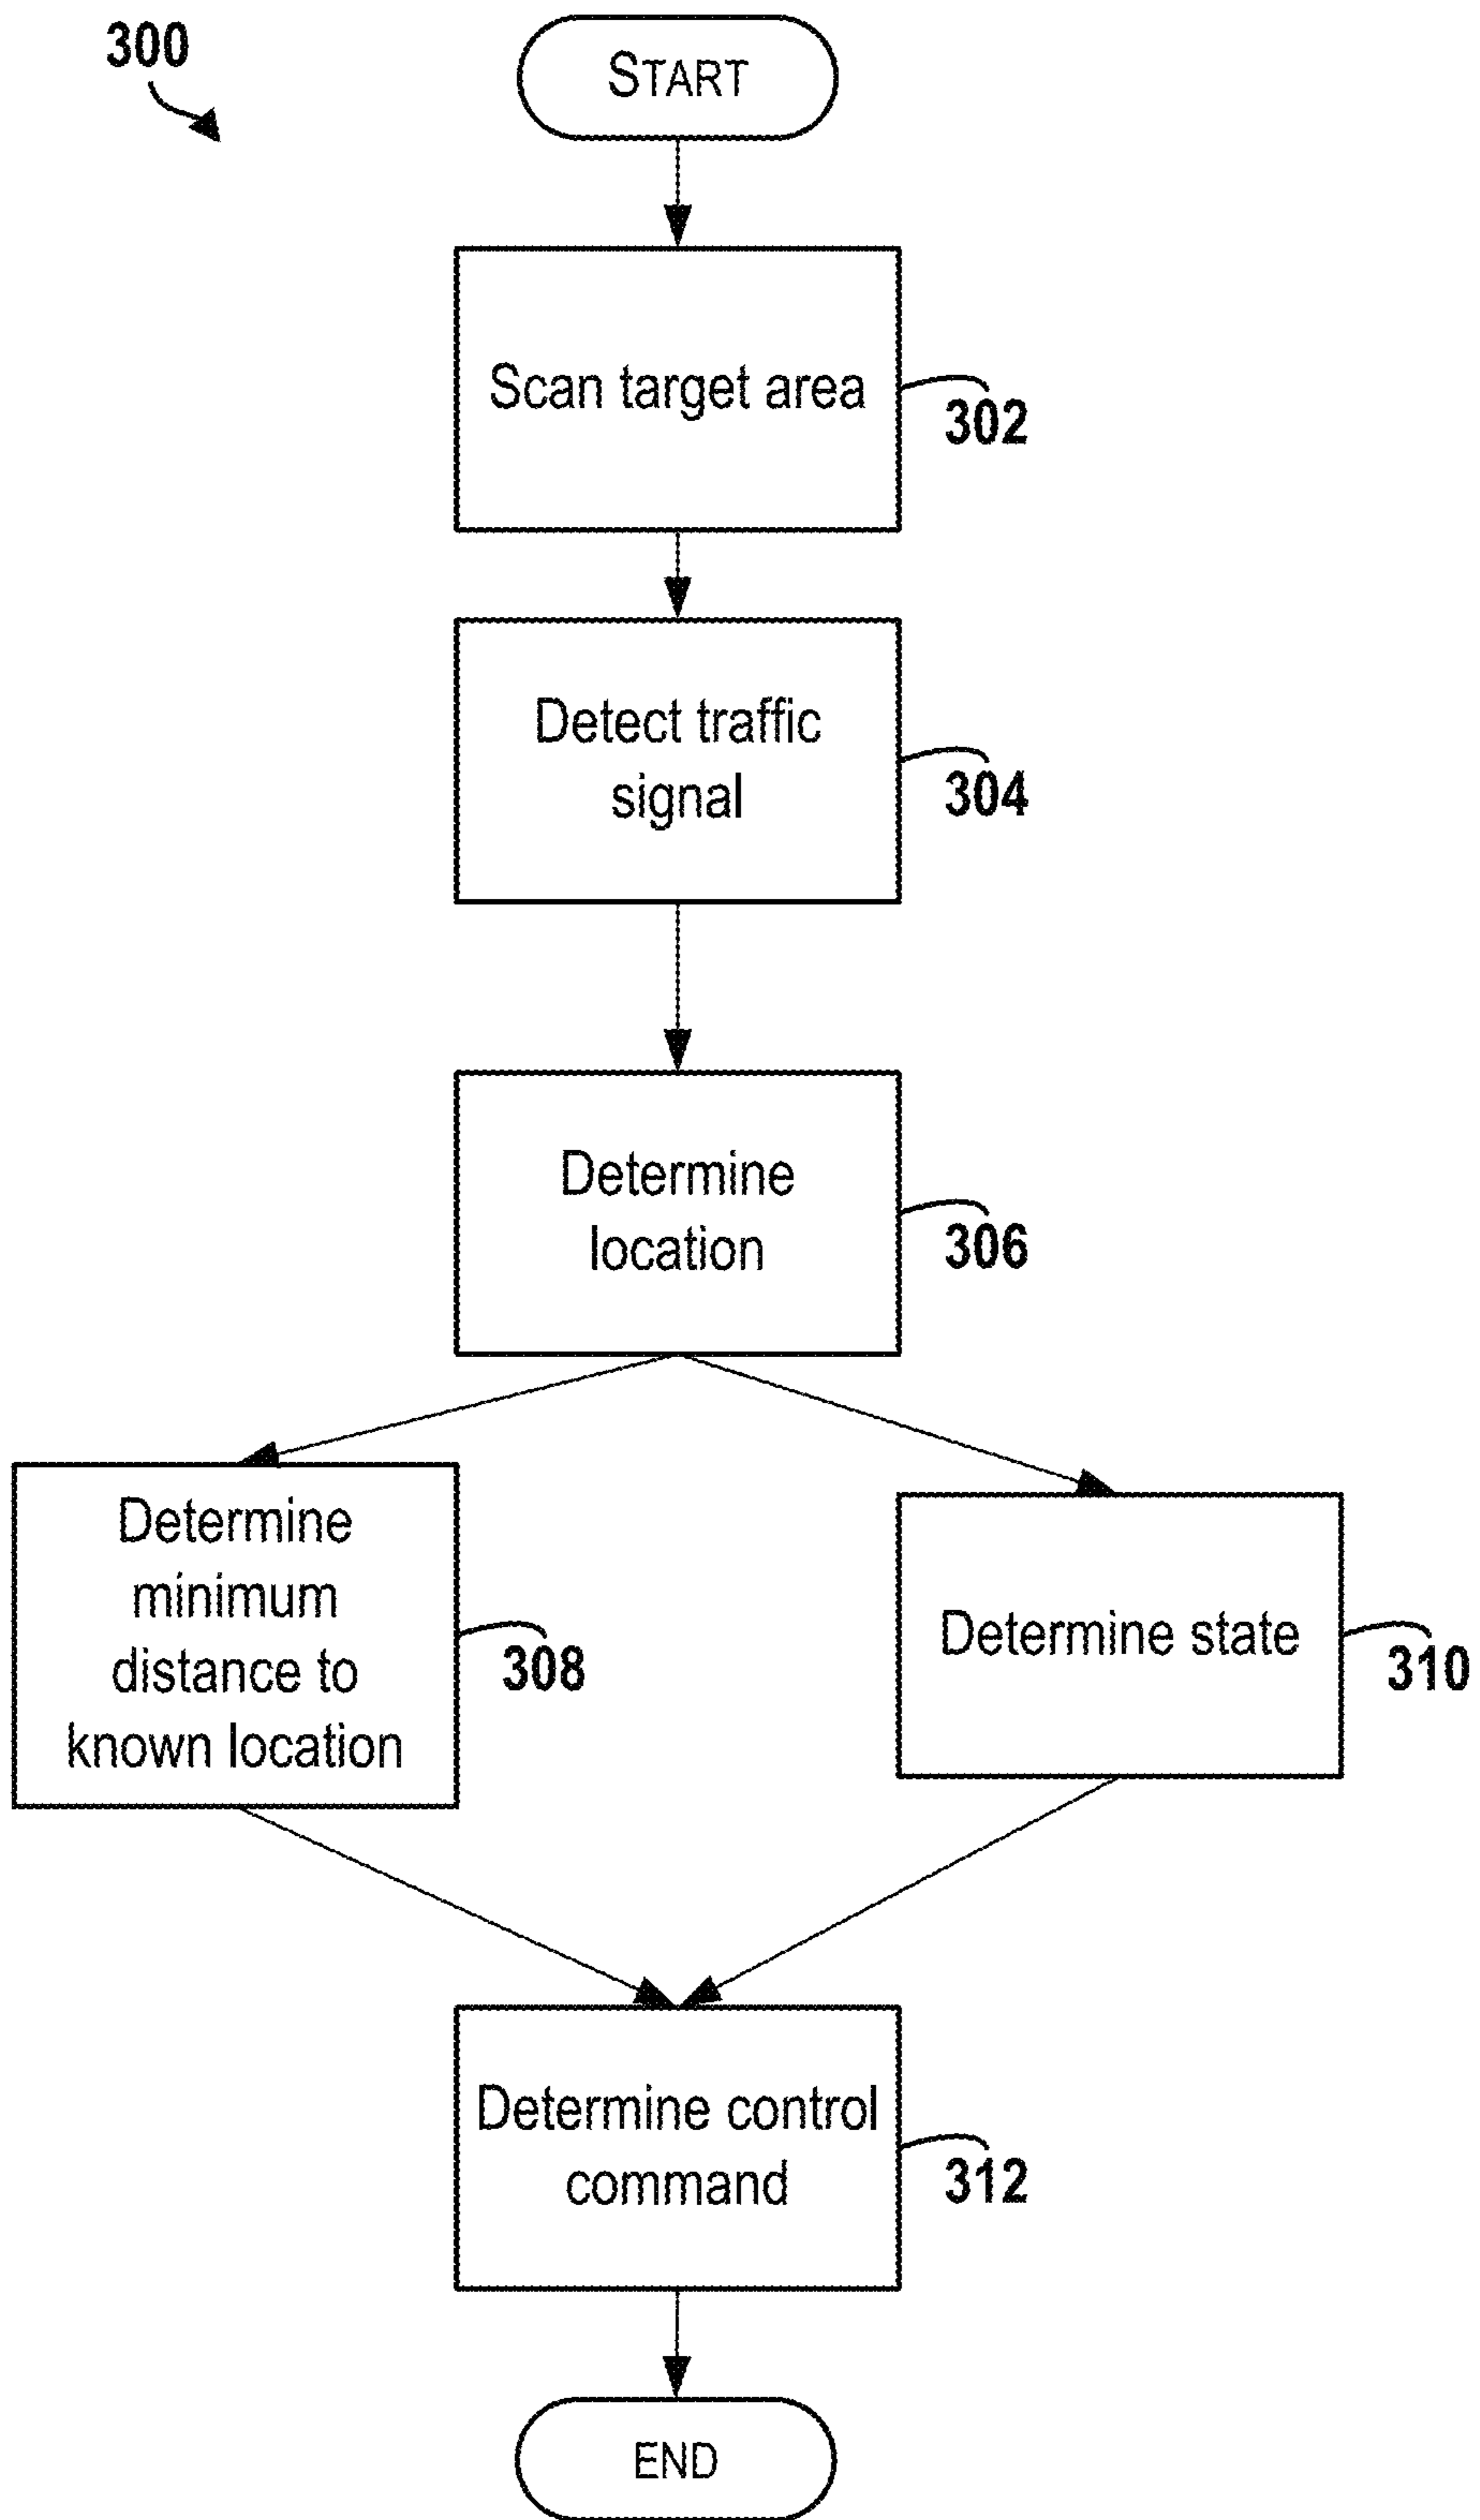 300
START
Scan target area
302
Detect traffic
signal
304
Determine
location
306
Determine
minimum
distance to
known location
308
Determine state
310
Determine control
command
312
END